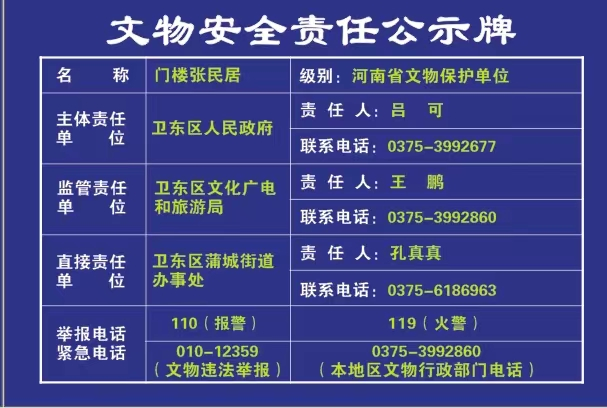 文物安全责任公示牌
名 称 门楼张民居 级别：河南省文物保护单位
主体责任
单 位
卫东区人民政府
责 任 人：吕 可
联系电话：0375-3992677
监管责任
单 位
卫东区文化广电
和旅游局
责 任 人：王 鹏
联系电话：0375-3992860
直接责任
单 位
卫东区蒲城街道
办事处
责 任 人：孔真真
联系电话：0375-6186963
举报电话
紧急电话
110（报警） 119（火警）
010-12359
（文物违法举报）
0375-3992860
（本地区文物行政部门电话）